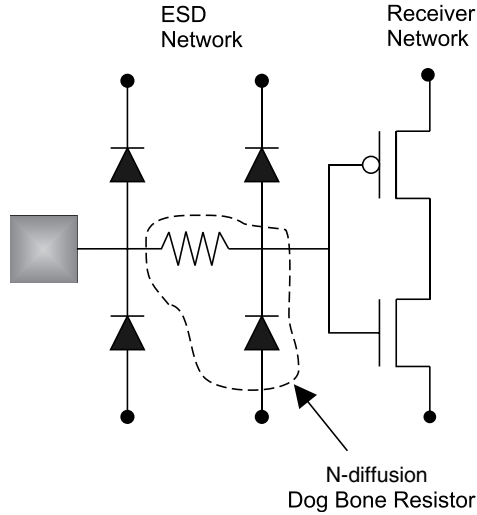 ESD
Network
Receiver
Network
N-diffusion
Dog Bone Resistor